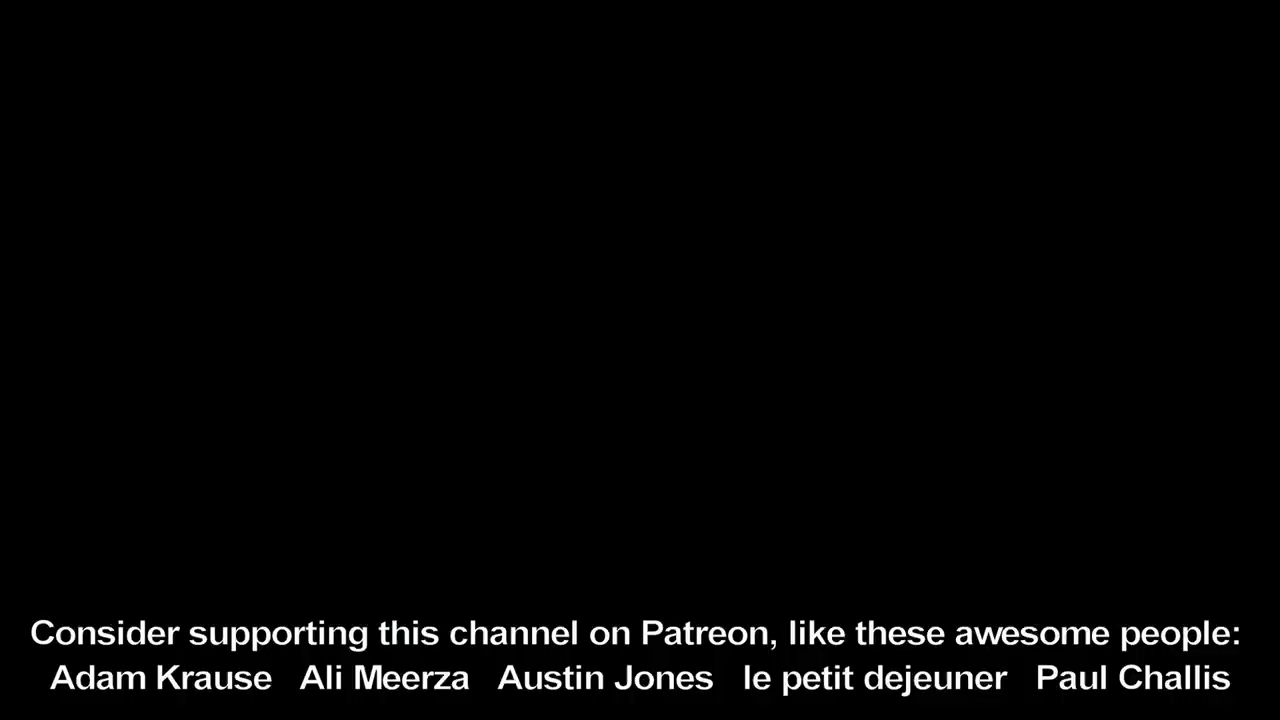 Consider supporting this channel on Patreon, like these awesome people:
Adam Krause Ali Meerza Austin Jones le petit dejeuner Paul Challis